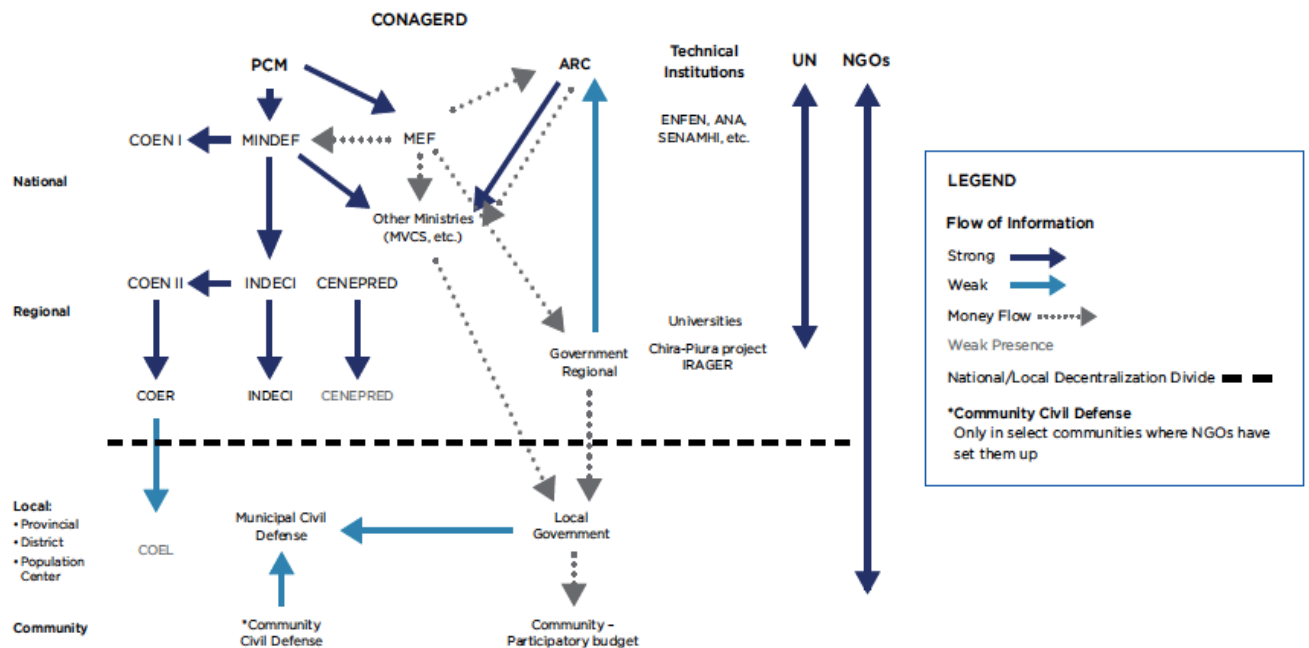 CONAGERD
PCM
ARC
Technical
Institutions
UN
NGOs
COEN I
MINDEF
MEF
ENFEN, ANA,
SENAMHI, etc.
National
Other Ministries
(MVCS, etc.)
COEN II
INDECI
CENEPRED
Regional
Universities
Chira-Piura project
IRAGER
Government
Regional
COER
INDECI
CENEPRED
Local:
• Provincial
• District
• Population
Center
COEL
Municipal Civil
Defense
Local
Government
Community
*Community
Civil Defense
Community –
Participatory budget
LEGEND
Flow of Information
Strong
Weak
Money Flow
Weak Presence
National/Local Decentralization Divide
*Community Civil Defense
Only in select communities where NGOs have
set them up